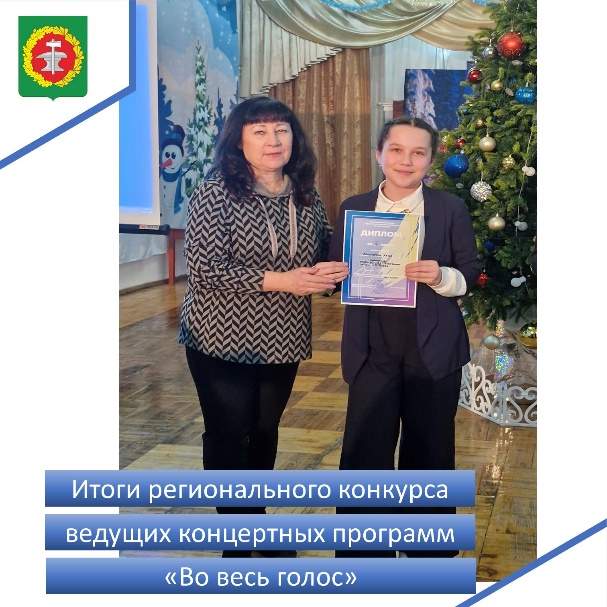 ДИПЛОМ
Итоги регионального конкурса
ведущих концертных программ
«Во весь голос»